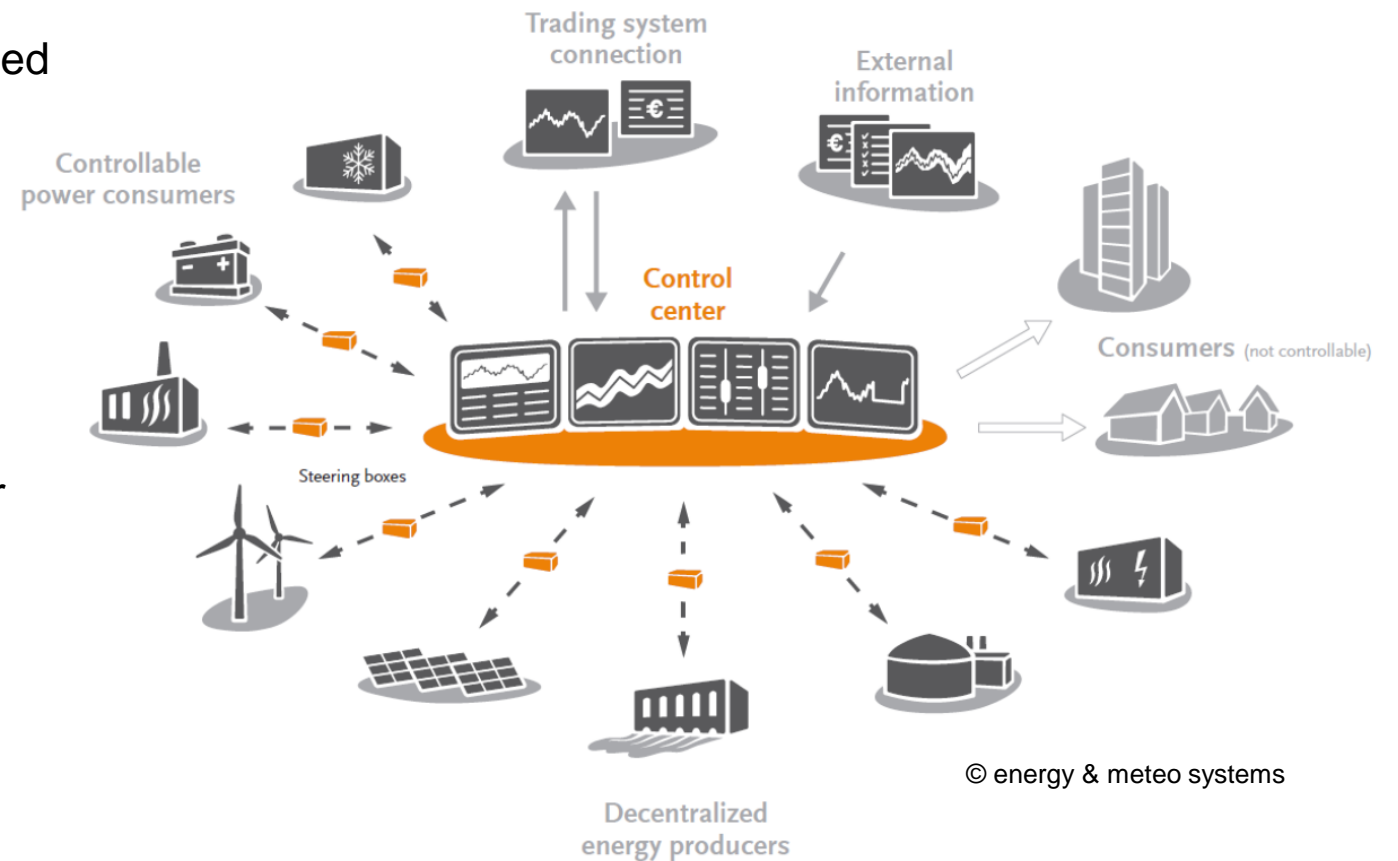 ed
Trading system
connection
External
information
Controllable
power consumers
Control
center
Consumers (not controllable)
Steering boxes
r
© energy & meteo systems
Decentralized
energy producers